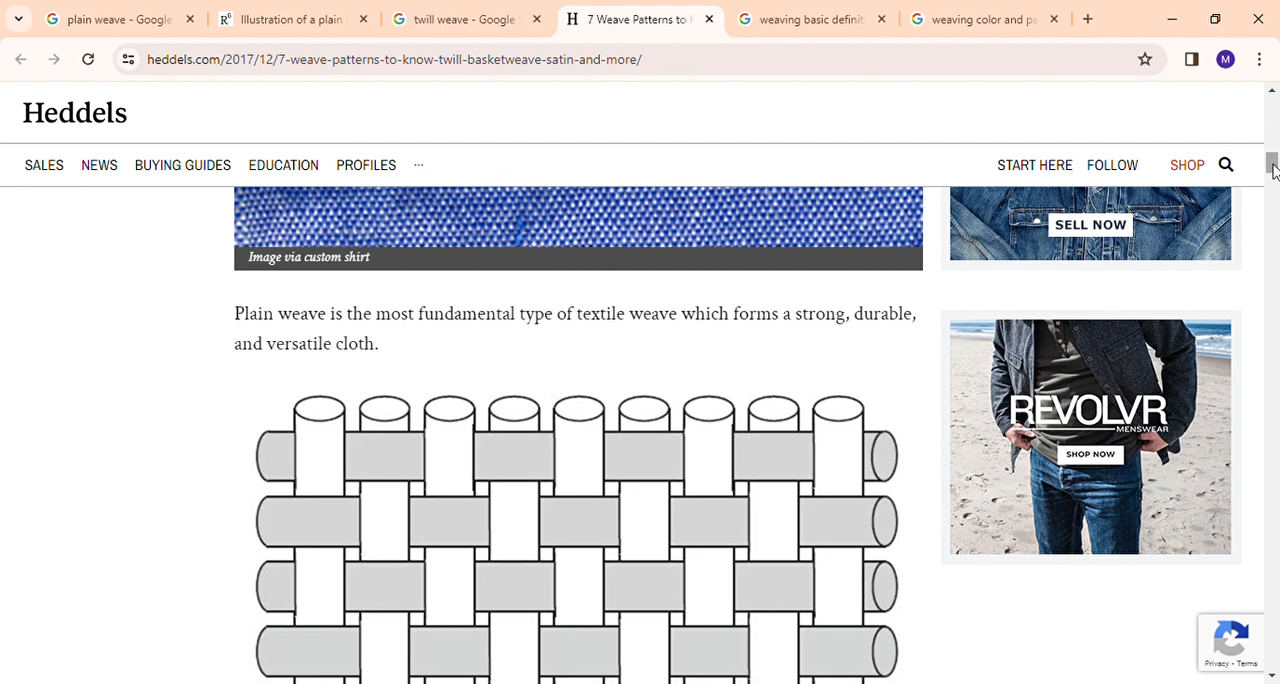 plain weave - Google
Illustration of a plain
twill weave - Google S
7 Weave Patterns to K
weaving basic definit
weaving color and pa
heddels.com/2017/12/7-weave-patterns-to-know-twill-basketweave-satin-and-more/
M
Heddels
SALES NEWS BUYING GUIDES EDUCATION PROFILES ... START HERE FOLLOW SHOP
SELL NOW
Image via custom shirt
Plain weave is the most fundamental type of textile weave which forms a strong, durable,
and versatile cloth.
REVOLVR
MENSWEAR
SHOP NOW
Privacy - Terms